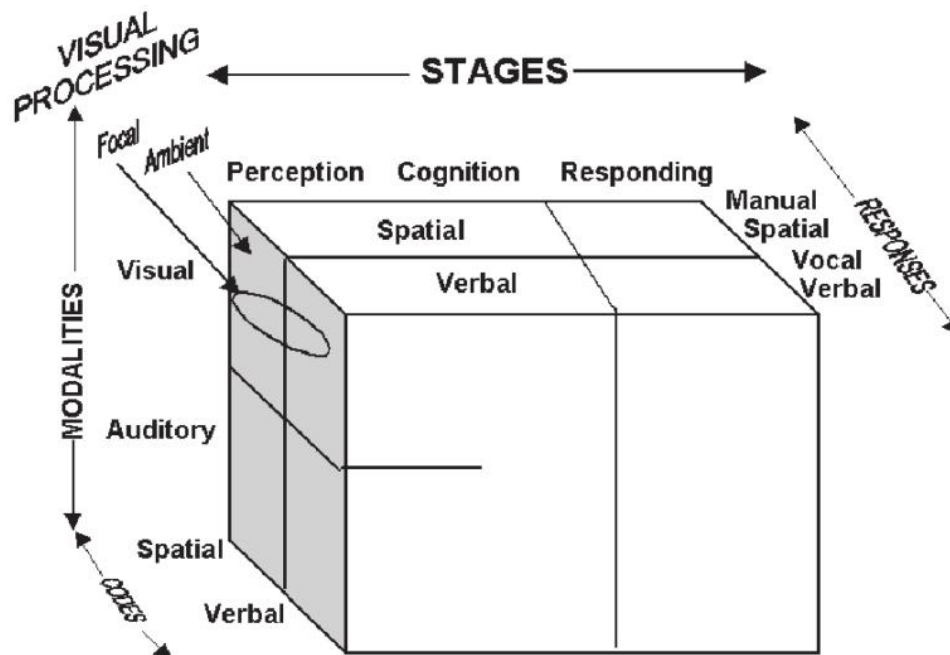 VISUAL
PROCESSING
STAGES
Focal
Ambient
Perception Cognition Responding
Manual
Spatial
Spatial
Vocal
Verbal
Verbal
RESPONSES
Visual
MODALITIES
Auditory
Spatial
Verbal
CODES